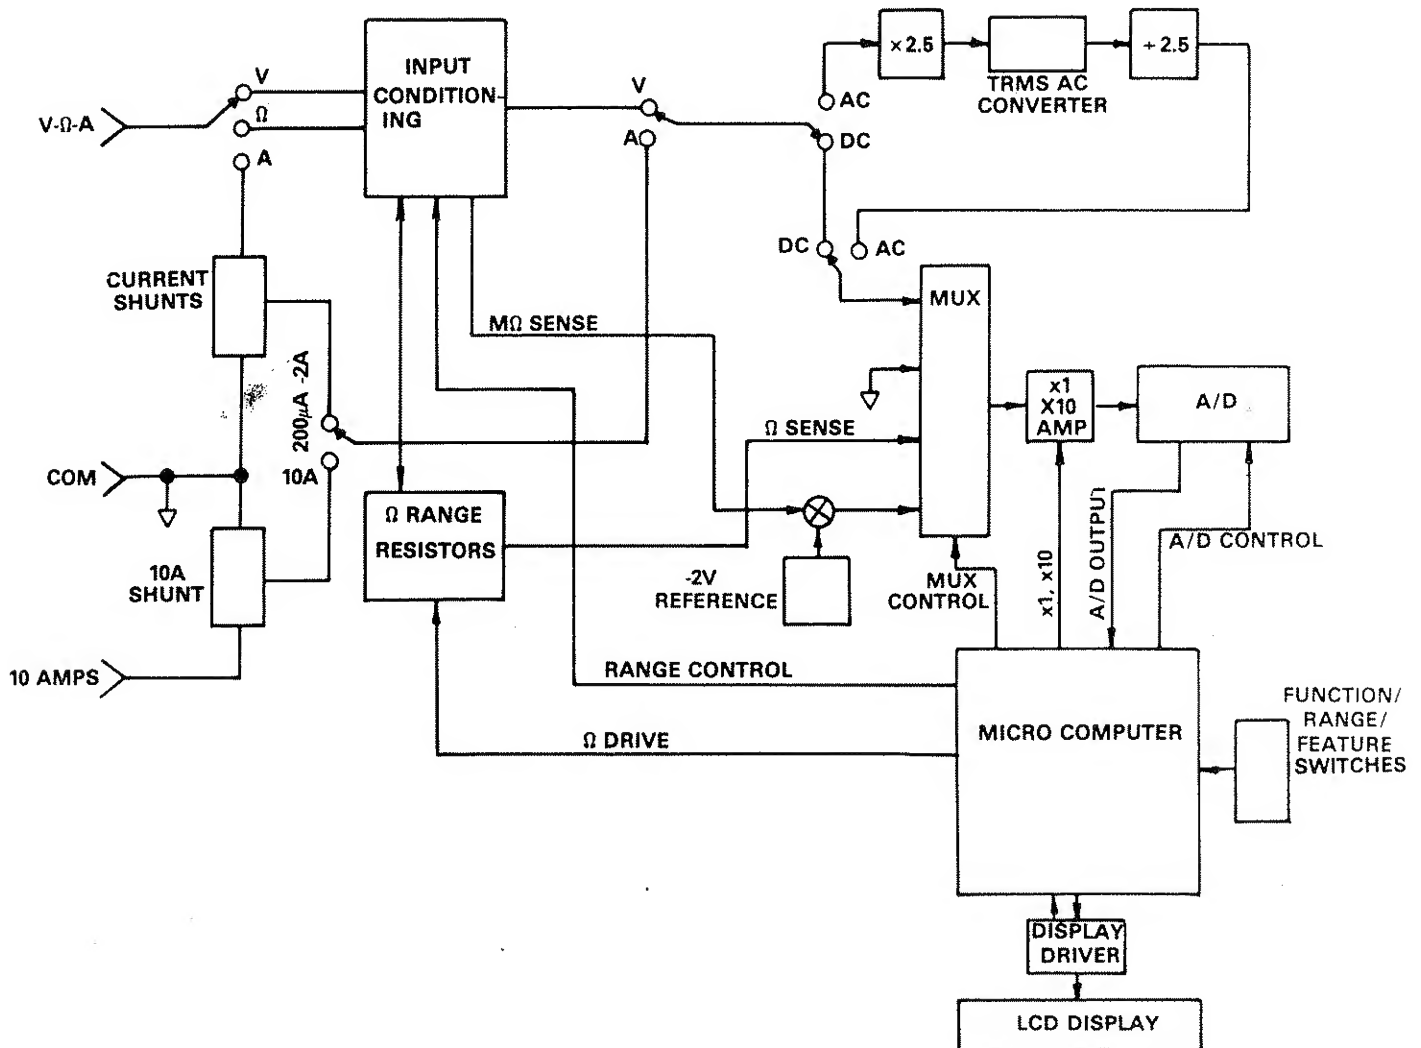 INPUT
CONDITION-
ING
V-Ω-A
V
Ω
A
V
A
AC
DC
×2.5
TRMS AC
CONVERTER
÷2.5
DC
AC
CURRENT
SHUNTS
200µA -2A
10A
COM
10A
SHUNT
10 AMPS
MΩ SENSE
Ω SENSE
Ω RANGE
RESISTORS
-2V
REFERENCE
MUX
MUX
CONTROL
x1
X10
AMP
A/D
x1, x10
A/D OUTPUT
A/D CONTROL
RANGE CONTROL
Ω DRIVE
MICRO COMPUTER
FUNCTION/
RANGE/
FEATURE
SWITCHES
DISPLAY
DRIVER
LCD DISPLAY